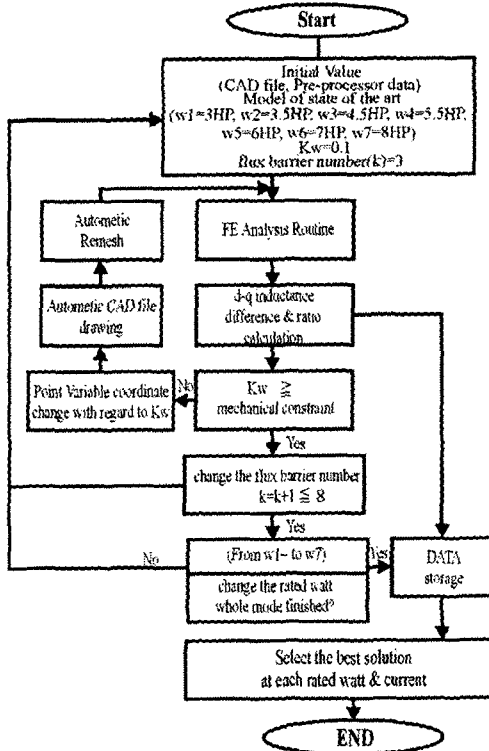 Start
Initial Value
(CAD file, Pre-processor data)
Model of state of the art
(w1=3HP, w2=3.5HP, w3=4.5HP, w4=5.5HP,
w5=6HP, w6=7HP, w7=8HP)
Kw=0.1
flux barrier number(k)=3
Autometic
Remesh
FE Analysis Routine
Autometic CAD file
drawing
d-q inductance
difference & ratio
calculation
Point Variable coordinate
change with regard to Kw
No
Kw ≧
mechanical constraint
Yes
change the flux barrier number
k=k+1 ≦ 8
Yes
No
(From w1~ to w7)
Yes
change the rated watt
whole mode finished?
DATA
storage
Select the best solution
at each rated watt & current
END